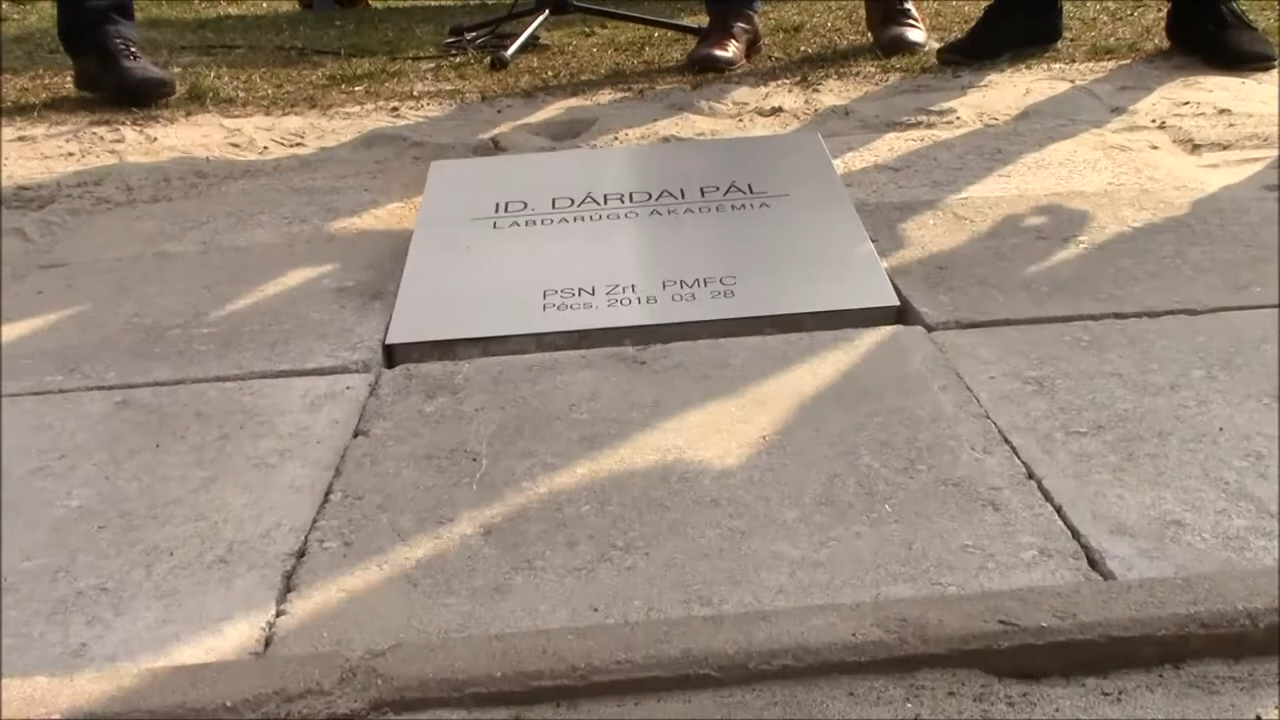 ID. DÁRDAI PÁL
LABDARÚGÓ AKADÉMIA
PSN Zrt. PMFC
Pécs, 2018 03 28